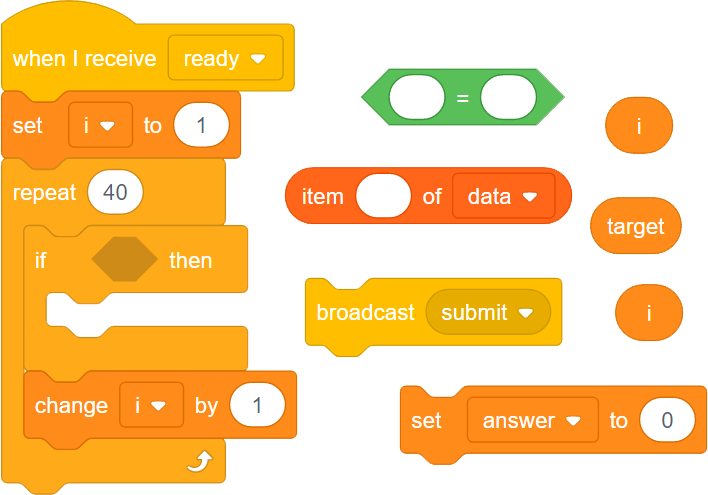 when I receive ready
set i to 1
repeat 40
if then
change i by 1
=
i
item of data
target
broadcast submit
i
set answer to 0